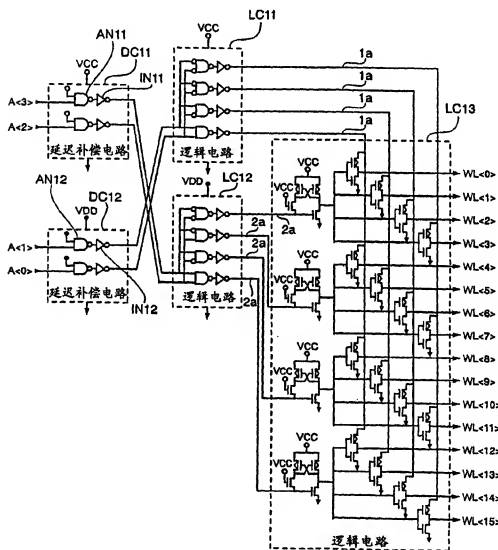 AN11
DC11
VCC
IN11
A<3>
A<2>
延迟补偿电路
AN12
DC12
VDD
A<1>
A<0>
延迟补偿电路
IN12
LC11
VCC
逻辑电路
VDD
LC12
逻辑电路
1a
1a
1a
1a
2a
2a
2a
2a
LC13
VCC
VCC
VCC
VCC
VCC
VCC
VCC
VCC
WL<0>
WL<1>
WL<2>
WL<3>
WL<4>
WL<5>
WL<6>
WL<7>
WL<8>
WL<9>
WL<10>
WL<11>
WL<12>
WL<13>
WL<14>
WL<15>
逻辑电路